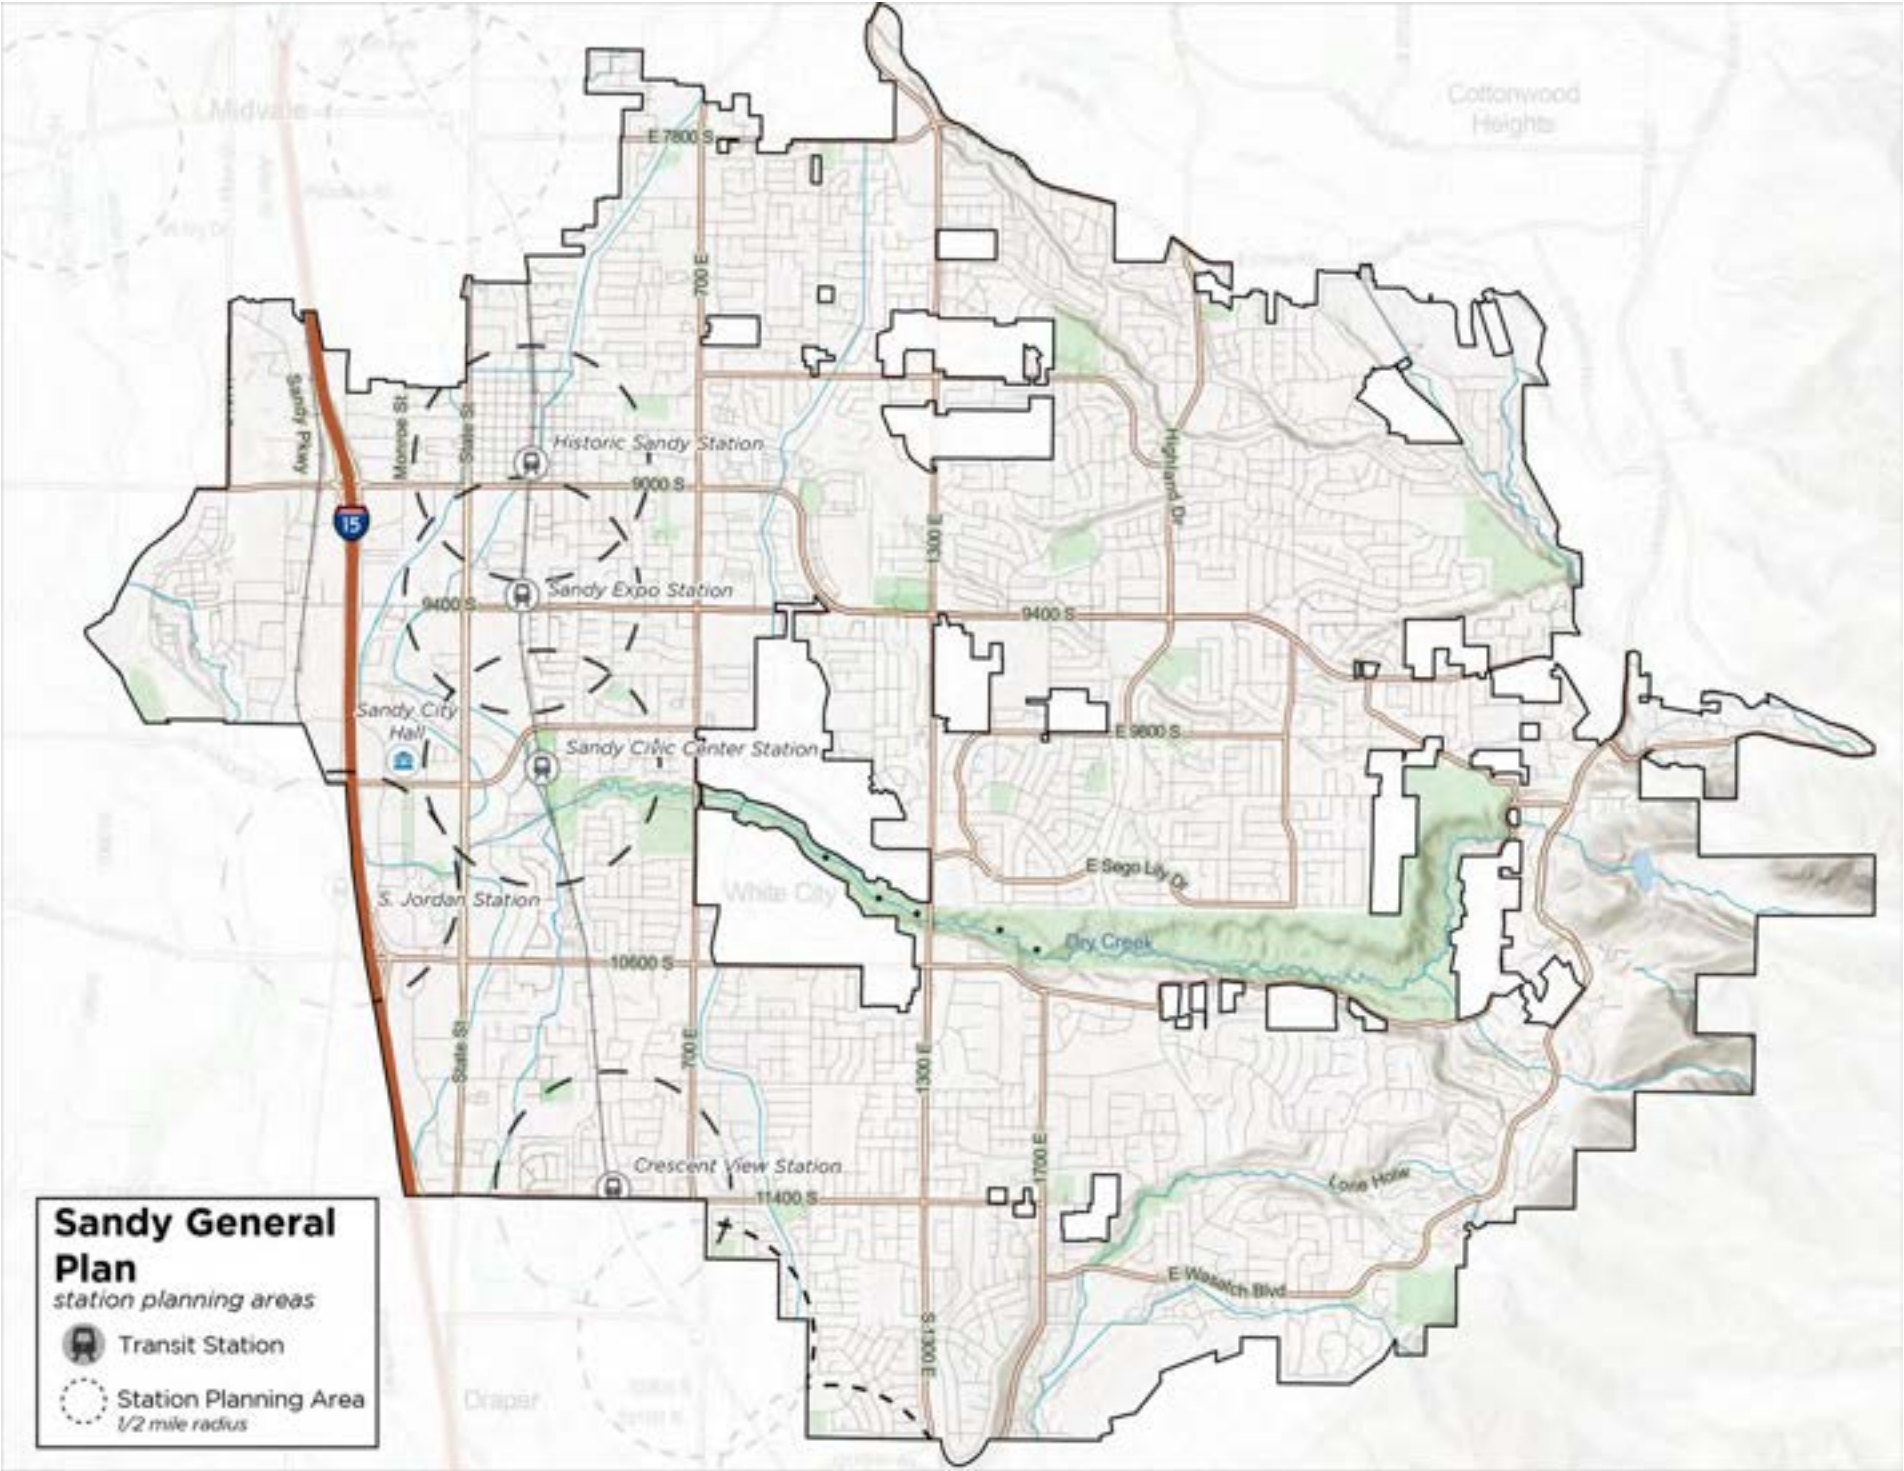 Midvale
Cottonwood
Heights
E 7800 S
700 E
Sandy Pkwy
Monroe St
State St
Historic Sandy Station
Highland Dr
9000 S
15
1300 E
Sandy Expo Station
9400 S
9400 S
Sandy City
Hall
E 9800 S
Sandy Civic Center Station
E Sego Lily Dr
White City
S. Jordan Station
Dry Creek
10600 S
State St
700 E
1300 E
1700 E
Crescent View Station
Lone Hollw
11400 S
E Wasatch Blvd
S 1300 E
Draper
Sandy General
Plan
station planning areas
Transit Station
Station Planning Area
1/2 mile radius